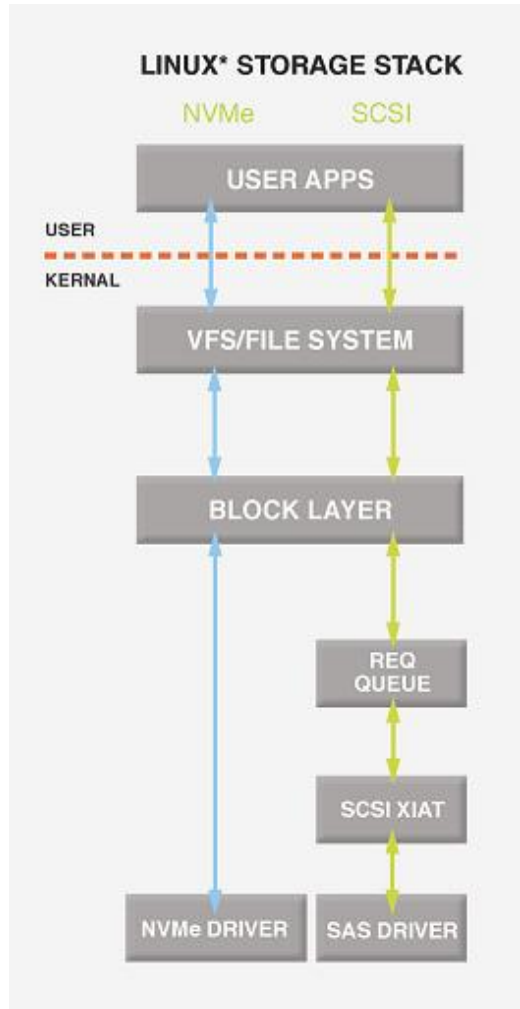 LINUX* STORAGE STACK
NVMe SCSI
USER APPS
USER
KERNAL
VFS/FILE SYSTEM
BLOCK LAYER
REQ
QUEUE
SCSI XIAT
NVMe DRIVER SAS DRIVER